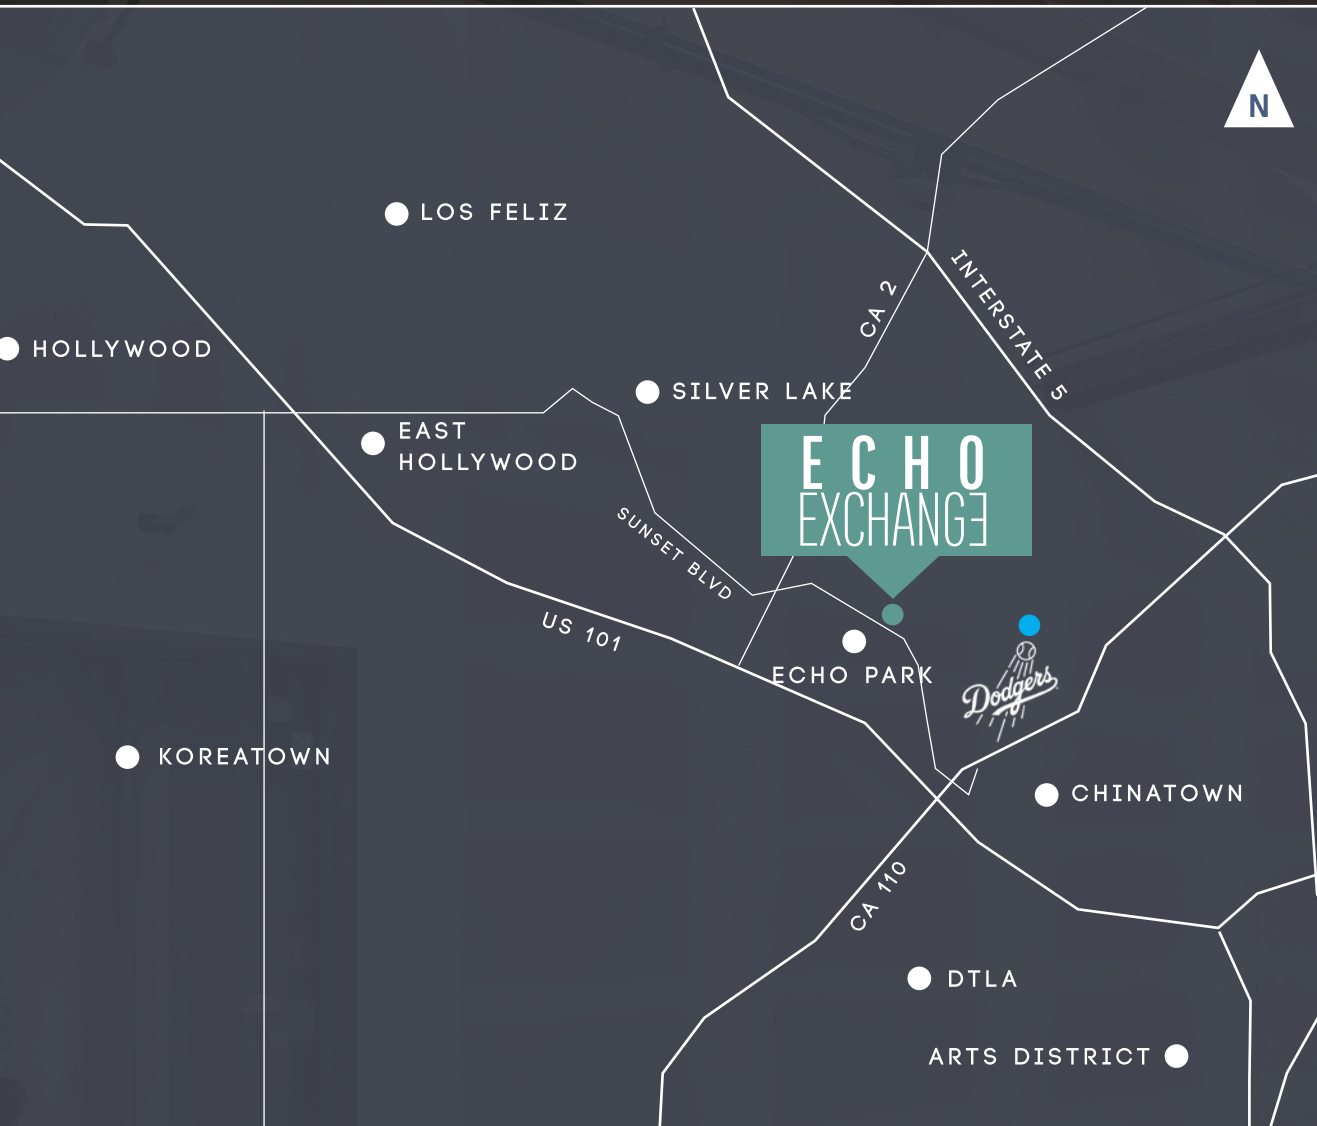 N
LOS FELIZ
INTERSTATE 5
CA 2
HOLLYWOOD
SILVER LAKE
EAST
HOLLYWOOD
ECHO
EXCHANGE
SUNSET BLVD
US 101
ECHO PARK
Dodgers
KOREATOWN
CHINATOWN
CA 110
DTLA
ARTS DISTRICT